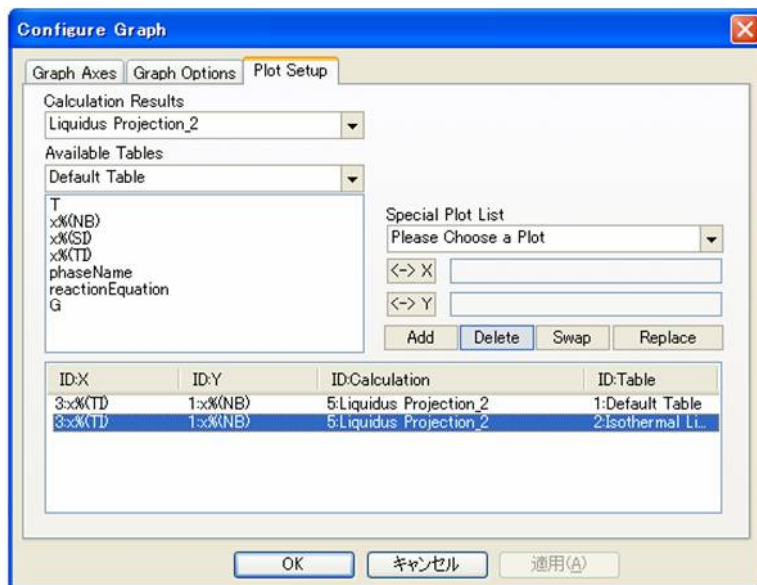 Configure Graph
Graph Axes Graph Options Plot Setup
Calculation Results
Liquidus Projection_2
Available Tables
Default Table
T
x%(NB)
x%(SI)
x%(TI)
phaseName
reactionEquation
G
Special Plot List
Please Choose a Plot
<-> X
<-> Y
Add Delete Swap Replace
ID:X ID:Y ID:Calculation ID:Table
3:x%(TI) 1:x%(NB) 5:Liquidus Projection_2 1:Default Table
3:x%(TI) 1:x%(NB) 5:Liquidus Projection_2 2:Isothermal Li...
OK キャンセル 適用(A)